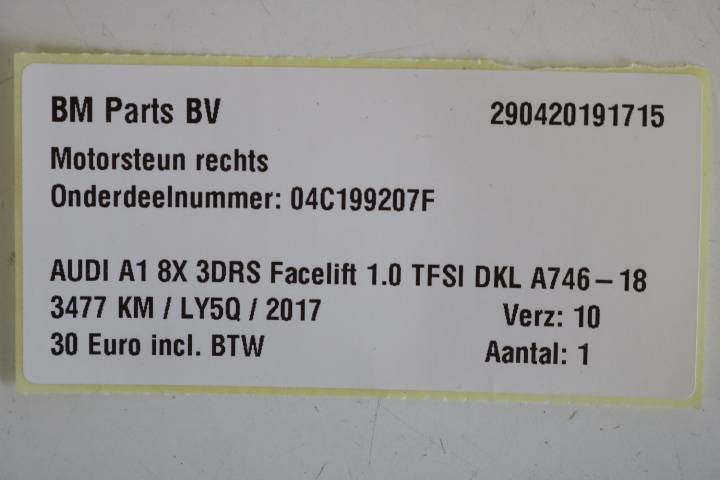 BM Parts BV 290420191715
Motorsteun rechts
Onderdeelnummer: 04C199207F
AUDI A1 8X 3DRS Facelift 1.0 TFSI DKL A746-18
3477 KM / LY5Q / 2017 Verz: 10
30 Euro incl. BTW Aantal: 1